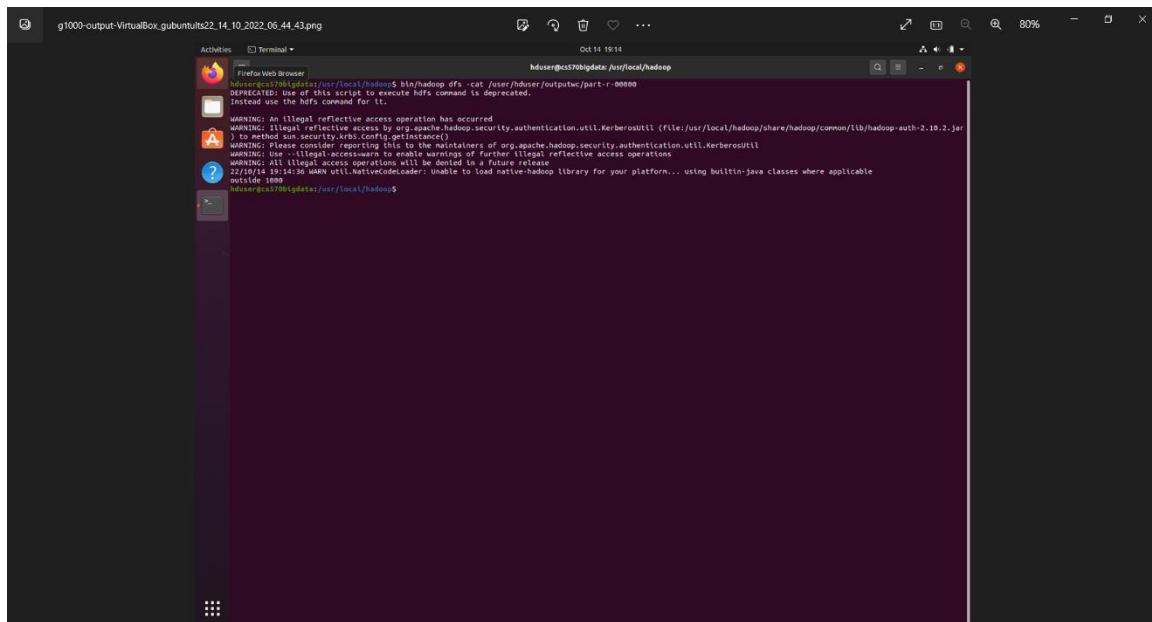 g1000-output-VirtualBox_gubuntults22_14_10_2022_06_44_43.png
80%
Activities
Terminal
Oct 14 19:14
hduser@cs570bigdata: /usr/local/hadoop
Firefox Web Browser
hduser@cs570bigdata:/usr/local/hadoop$ bin/hadoop dfs -cat /user/hduser/outputwc/part-r-00000
DEPRECATED: Use of this script to execute hdfs command is deprecated.
Instead use the hdfs command for it.
WARNING: An illegal reflective access operation has occurred
WARNING: Illegal reflective access by org.apache.hadoop.security.authentication.util.KerberosUtil (file:/usr/local/hadoop/share/hadoop/common/lib/hadoop-auth-2.10.2.jar
) to method sun.security.krb5.Config.getInstance()
WARNING: Please consider reporting this to the maintainers of org.apache.hadoop.security.authentication.util.KerberosUtil
WARNING: Use --illegal-access=warn to enable warnings of further illegal reflective access operations
WARNING: All illegal access operations will be denied in a future release
22/10/14 19:14:36 WARN util.NativeCodeLoader: Unable to load native-hadoop library for your platform... using builtin-java classes where applicable
outside 1000
hduser@cs570bigdata:/usr/local/hadoop$